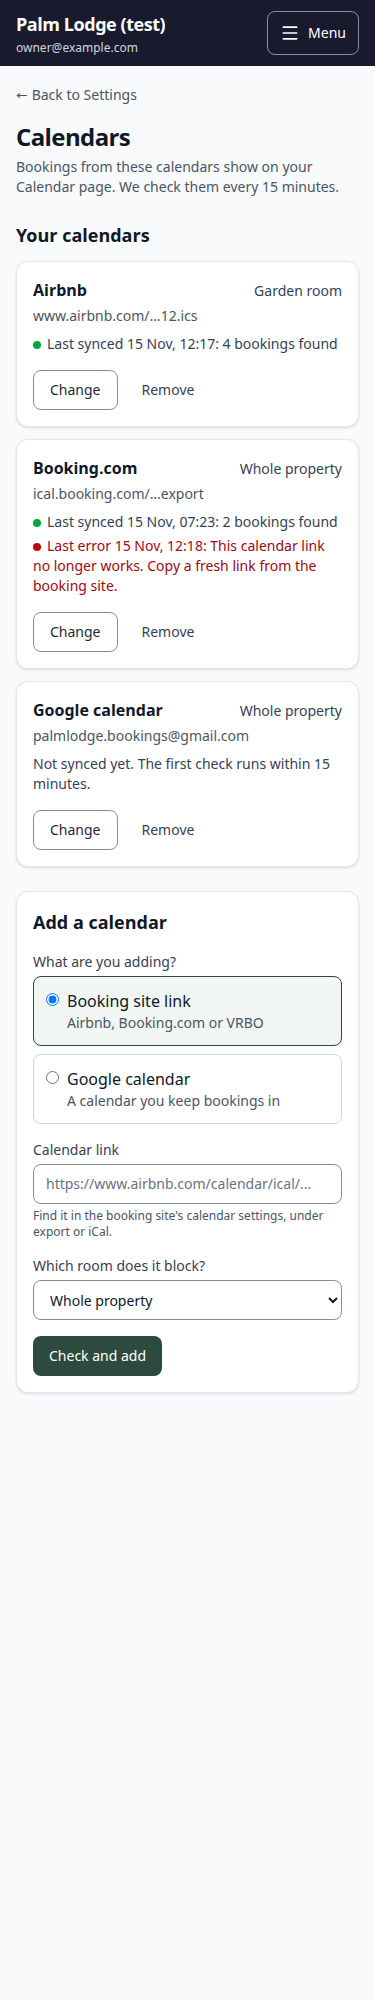 Palm Lodge (test)
owner@example.com
Menu
← Back to Settings
Calendars
Bookings from these calendars show on your
Calendar page. We check them every 15 minutes.
Your calendars
Airbnb
Garden room
www.airbnb.com/...12.ics
Last synced 15 Nov, 12:17: 4 bookings found
Change
Remove
Booking.com
Whole property
ical.booking.com/...export
Last synced 15 Nov, 07:23: 2 bookings found
Last error 15 Nov, 12:18: This calendar link
no longer works. Copy a fresh link from the
booking site.
Change
Remove
Google calendar
Whole property
palmlodge.bookings@gmail.com
Not synced yet. The first check runs within 15
minutes.
Change
Remove
Add a calendar
What are you adding?
Booking site link
Airbnb, Booking.com or VRBO
Google calendar
A calendar you keep bookings in
Calendar link
https://www.airbnb.com/calendar/ical/...
Find it in the booking site's calendar settings, under
export or iCal.
Which room does it block?
Whole property
Check and add